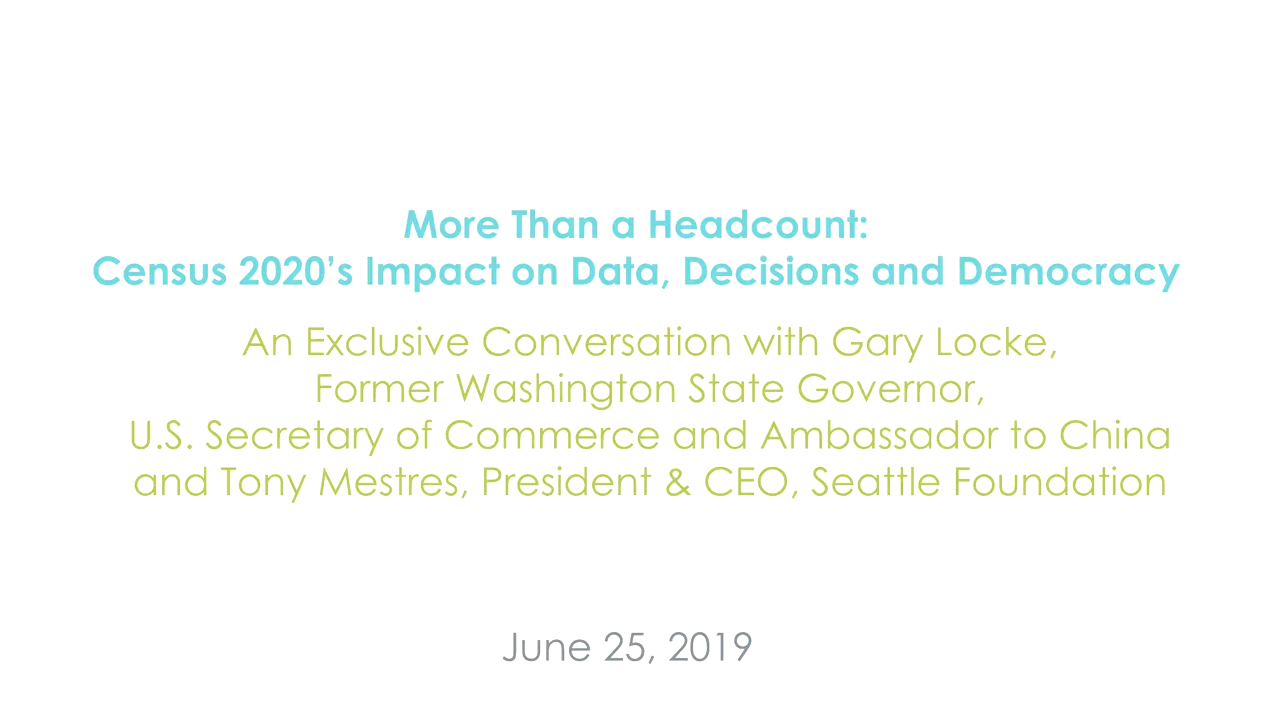 More Than a Headcount:
Census 2020’s Impact on Data, Decisions and Democracy
An Exclusive Conversation with Gary Locke,
Former Washington State Governor,
U.S. Secretary of Commerce and Ambassador to China
and Tony Mestres, President & CEO, Seattle Foundation
June 25, 2019